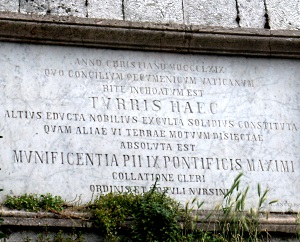 ANNO CHRISTIANO MDCCCLXIX
QVO CONCILIVM OECVMENICVM VATICANVM
RITE INCHOATVM EST
TVRRIS HAEC
ALTIVS EDVCTA NOBILIVS EXCVLTA SOLIDIVS CONSTITVTA
QVAM ALIAE VI TERRAE MOTVVM DISIECTAE
ABSOLVTA EST
MVNIFICENTIA PII IX PONTIFICIS MAXIMI
COLLATIONE CLERI
ORDINIS ET POPVLI NVRSINI